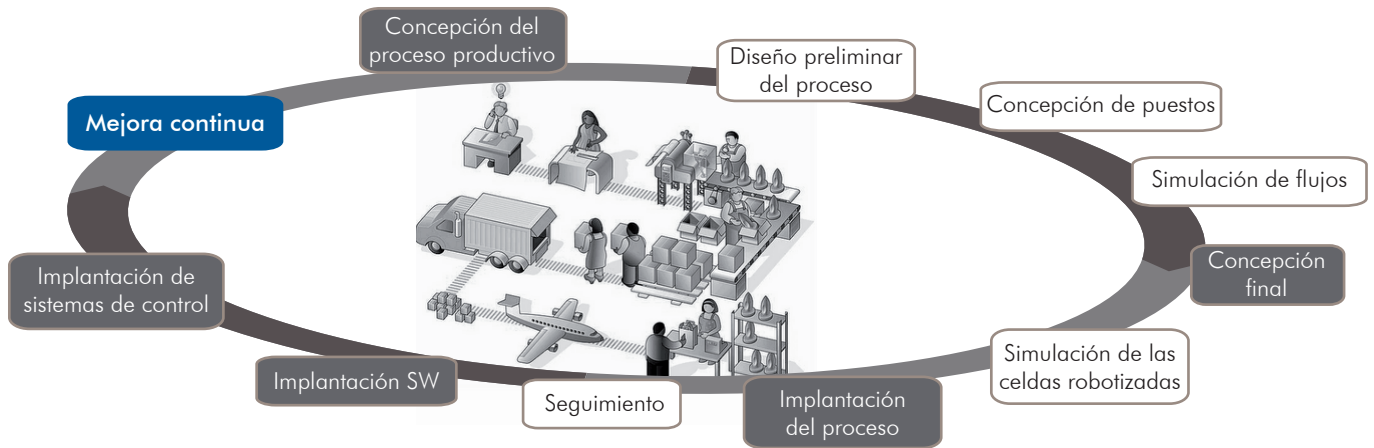 Concepción del
proceso productivo
Diseño preliminar
del proceso
Concepción de puestos
Simulación de flujos
Concepción
final
Simulación de las
celdas robotizadas
Implantación
del proceso
Seguimiento
Implantación SW
Implantación de
sistemas de control
Mejora continua